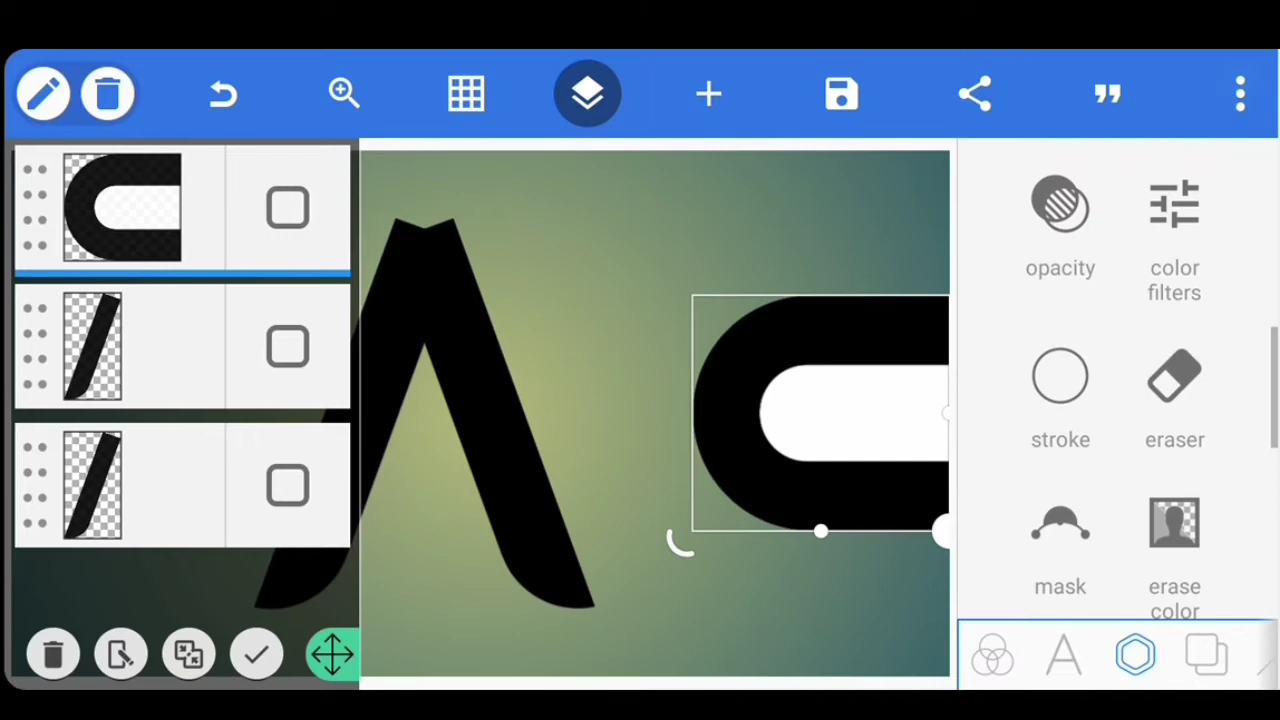 opacity
color
filters
stroke
eraser
mask
erase
color